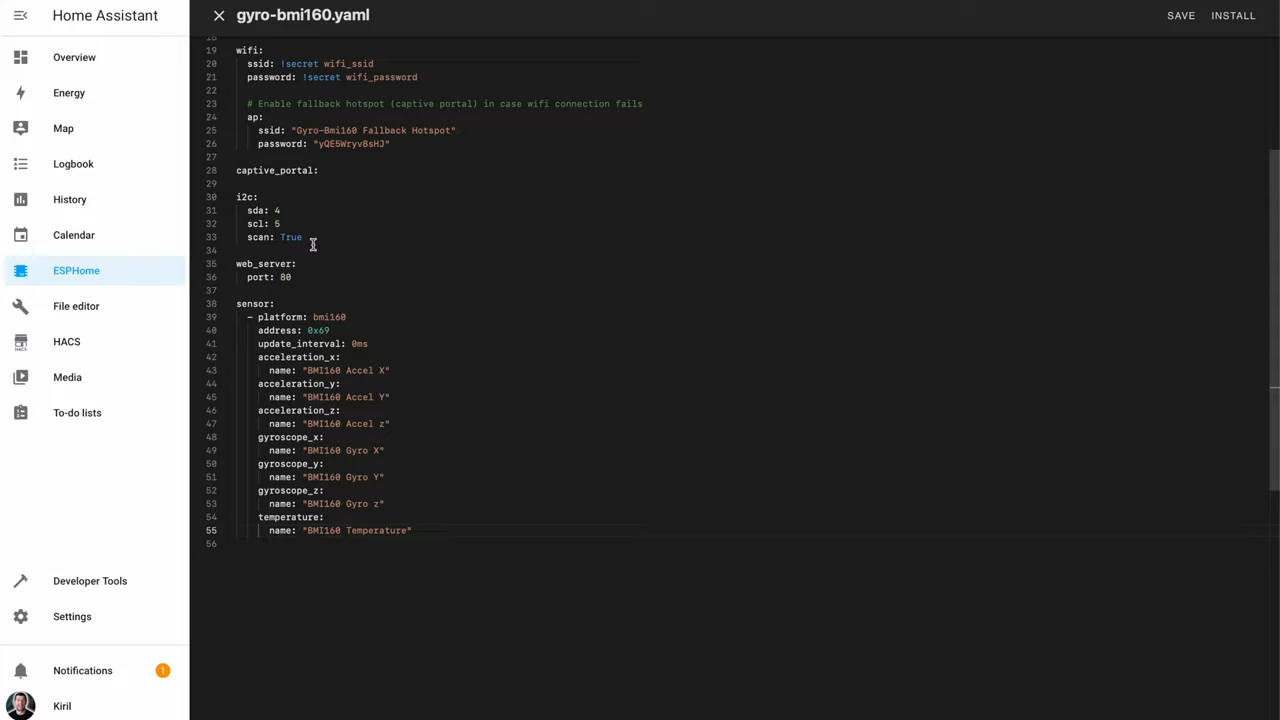 Home Assistant
Overview
Energy
Map
Logbook
History
Calendar
ESPHome
File editor
HACS
HACS
Media
To-do lists
Developer Tools
Settings
Notifications
1
Kiril
gyro-bmi160.yaml
SAVE
INSTALL
18
19 wifi:
20 ssid: !secret wifi_ssid
21 password: !secret wifi_password
22
23 # Enable fallback hotspot (captive portal) in case wifi connection fails
24 ap:
25 ssid: "Gyro-Bmi160 Fallback Hotspot"
26 password: "yQE5Wryv8sHJ"
27
28 captive_portal:
29
30 i2c:
31 sda: 4
32 scl: 5
33 scan: True
34
35 web_server:
36 port: 80
37
38 sensor:
39 - platform: bmi160
40 address: 0x69
41 update_interval: 0ms
42 acceleration_x:
43 name: "BMI160 Accel X"
44 acceleration_y:
45 name: "BMI160 Accel Y"
46 acceleration_z:
47 name: "BMI160 Accel z"
48 gyroscope_x:
49 name: "BMI160 Gyro X"
50 gyroscope_y:
51 name: "BMI160 Gyro Y"
52 gyroscope_z:
53 name: "BMI160 Gyro z"
54 temperature:
55 name: "BMI160 Temperature"
56